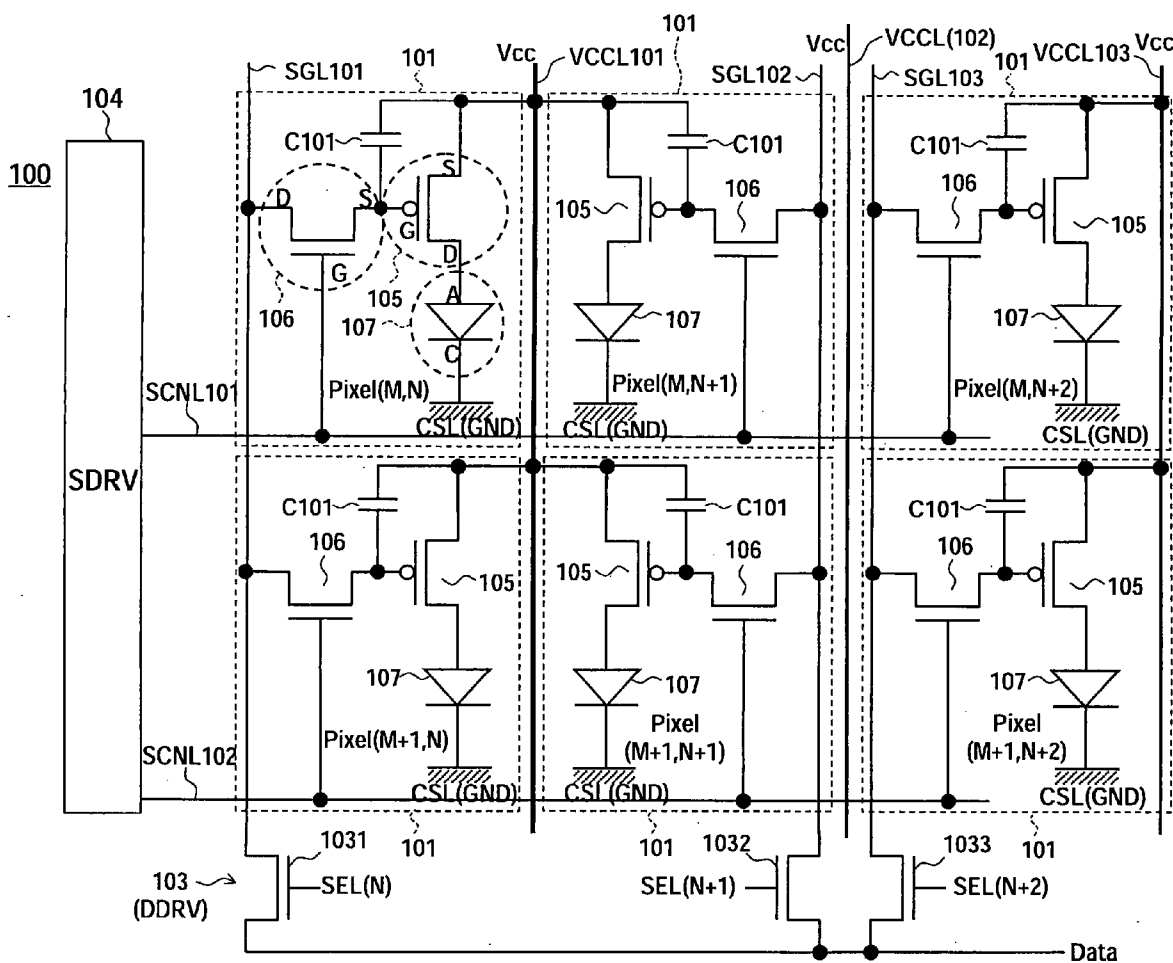 101
SGL101
101
Vcc
VCCL101
101
SGL102
Vcc
VCCL(102)
SGL103
101
VCCL103
Vcc
104
100
C101
C101
C101
D
S
S
G
D
G
106
105
105
106
106
105
107
A
C
107
107
SCNL101
Pixel(M,N)
Pixel(M,N+1)
Pixel(M,N+2)
CSL(GND)
CSL(GND)
CSL(GND)
SDRV
C101
C101
C101
106
105
105
106
106
105
107
107
107
SCNL102
Pixel(M+1,N)
Pixel
(M+1,N+1)
Pixel
(M+1,N+2)
CSL(GND)
CSL(GND)
CSL(GND)
101
101
101
1031
1032
1033
103
(DDRV)
SEL(N)
SEL(N+1)
SEL(N+2)
Data